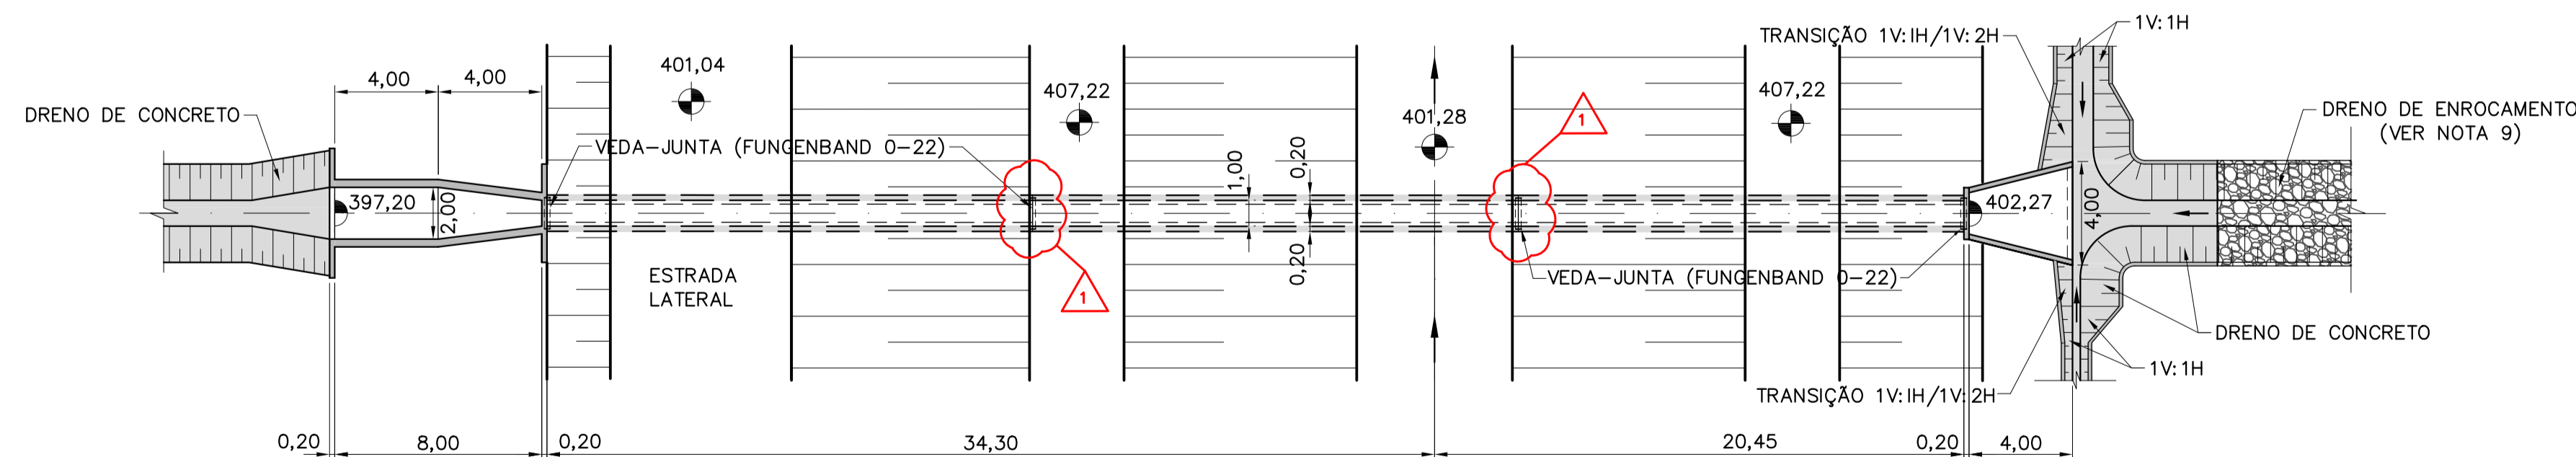 TRANSIÇÃO 1V:IH/1V:2H
1V:1H
401,04
4,00
4,00
407,22
407,22
DRENO DE CONCRETO
401,28
1
DRENO DE ENROCAMENTO
(VER NOTA 9)
VEDA-JUNTA (FUNGENBAND 0-22)
1,00
0,20
397,20
2,00
402,27
4,00
ESTRADA
LATERAL
0,20
VEDA-JUNTA (FUNGENBAND 0-22)
1
DRENO DE CONCRETO
1V:1H
TRANSIÇÃO 1V:IH/1V:2H
0,20
8,00
0,20
34,30
20,45
0,20
4,00